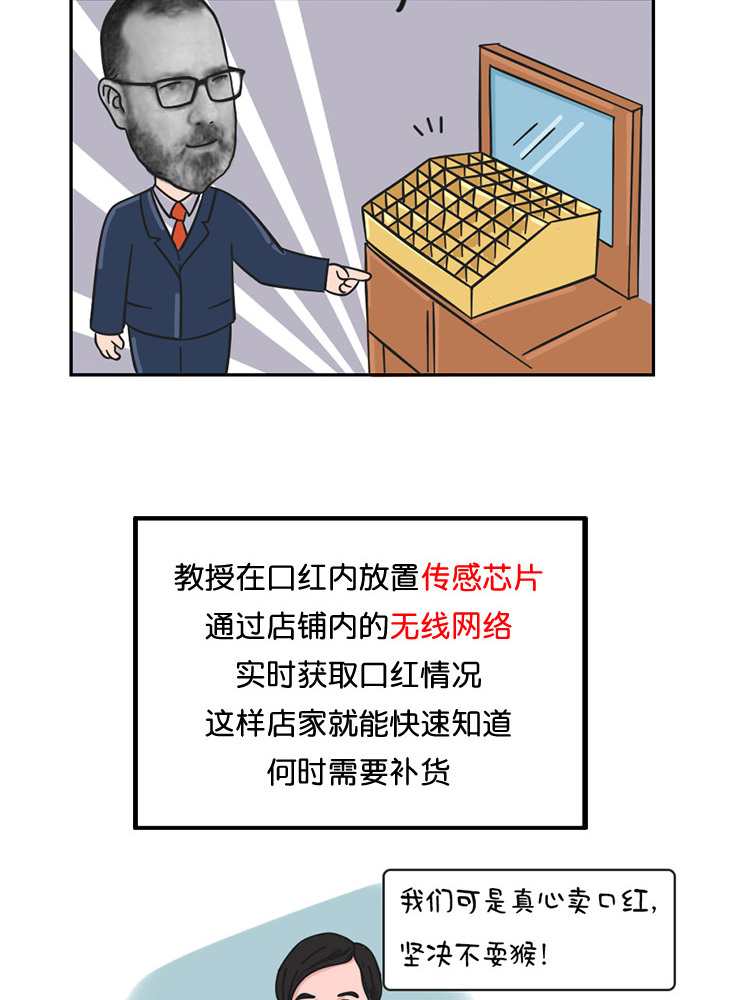 教授在口红内放置传感芯片
通过店铺内的无线网络
实时获取口红情况
这样店家就能快速知道
何时需要补货
我们可是真心卖口红,
坚决不耍猴!